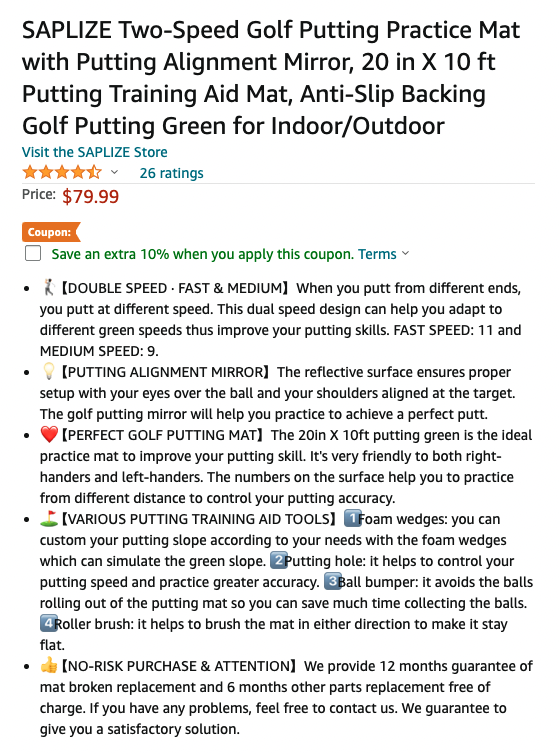 SAPLIZE Two-Speed Golf Putting Practice Mat
with Putting Alignment Mirror, 20 in X 10 ft
Putting Training Aid Mat, Anti-Slip Backing
Golf Putting Green for Indoor/Outdoor
Visit the SAPLIZE Store
26 ratings
Price: $79.99
Coupon:
Save an extra 10% when you apply this coupon. Terms
• 🏌【DOUBLE SPEED · FAST & MEDIUM】When you putt from different ends,
you putt at different speed. This dual speed design can help you adapt to
different green speeds thus improve your putting skills. FAST SPEED: 11 and
MEDIUM SPEED: 9.
• 💡【PUTTING ALIGNMENT MIRROR】The reflective surface ensures proper
setup with your eyes over the ball and your shoulders aligned at the target.
The golf putting mirror will help you practice to achieve a perfect putt.
• ❤️【PERFECT GOLF PUTTING MAT】The 20in X 10ft putting green is the ideal
practice mat to improve your putting skill. It's very friendly to both right-
handers and left-handers. The numbers on the surface help you to practice
from different distance to control your putting accuracy.
• ⛳【VARIOUS PUTTING TRAINING AID TOOLS】1️⃣Foam wedges: you can
custom your putting slope according to your needs with the foam wedges
which can simulate the green slope. 2️⃣Putting hole: it helps to control your
putting speed and practice greater accuracy. 3️⃣Ball bumper: it avoids the balls
rolling out of the putting mat so you can save much time collecting the balls.
4️⃣Roller brush: it helps to brush the mat in either direction to make it stay
flat.
• 👍【NO-RISK PURCHASE & ATTENTION】We provide 12 months guarantee of
mat broken replacement and 6 months other parts replacement free of
charge. If you have any problems, feel free to contact us. We guarantee to
give you a satisfactory solution.